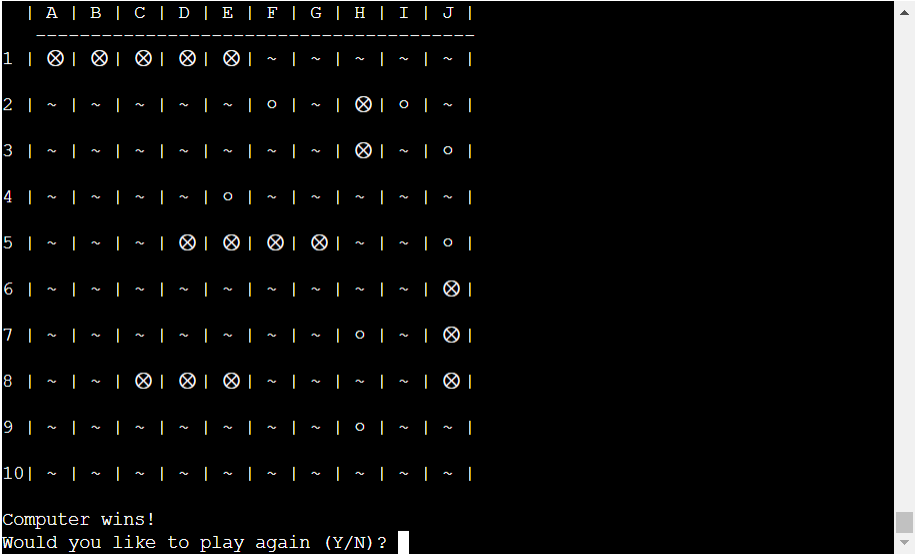 | A | B | C | D | E | F | G | H | I | J |
----------------------------------------
1 | ⊗ | ⊗ | ⊗ | ⊗ | ⊗ | ~ | ~ | ~ | ~ | ~ |
2 | ~ | ~ | ~ | ~ | ~ | o | ~ | ⊗ | o | ~ |
3 | ~ | ~ | ~ | ~ | ~ | ~ | ~ | ⊗ | ~ | o |
4 | ~ | ~ | ~ | ~ | o | ~ | ~ | ~ | ~ | ~ |
5 | ~ | ~ | ~ | ⊗ | ⊗ | ⊗ | ⊗ | ~ | ~ | o |
6 | ~ | ~ | ~ | ~ | ~ | ~ | ~ | ~ | ~ | ⊗ |
7 | ~ | ~ | ~ | ~ | ~ | ~ | ~ | o | ~ | ⊗ |
8 | ~ | ~ | ⊗ | ⊗ | ⊗ | ~ | ~ | ~ | ~ | ⊗ |
9 | ~ | ~ | ~ | ~ | ~ | ~ | ~ | o | ~ | ~ |
10| ~ | ~ | ~ | ~ | ~ | ~ | ~ | ~ | ~ | ~ |
Computer wins!
Would you like to play again (Y/N)?